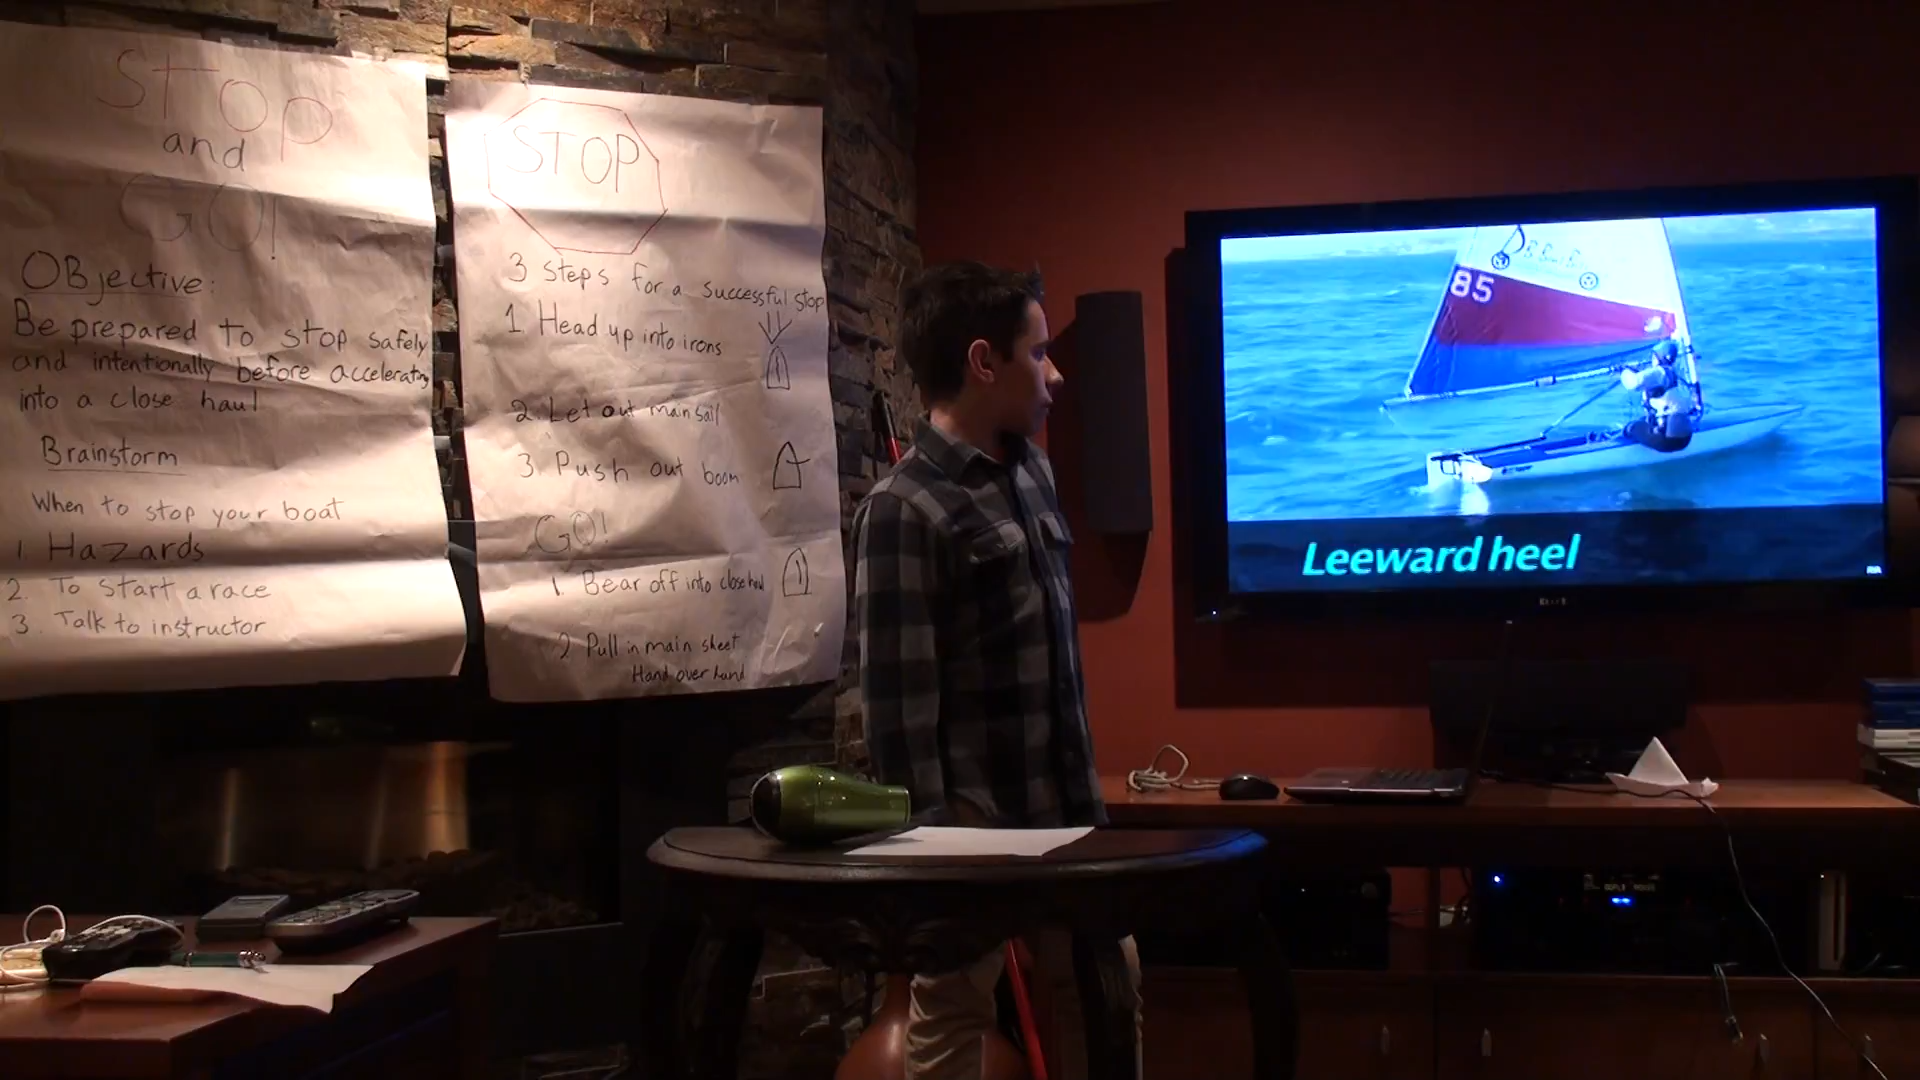 STOP
and
GO!
Objective:
Be prepared to stop safely
and intentionally before accelerating
into a close haul
Brainstorm
When to stop your boat
1. Hazards
2. To start a race
3. Talk to instructor
STOP
3 steps for a successful stop
1. Head up into irons
2. Let out main sail
3. Push out boom
GO!
1. Bear off into close haul
2 Pull in main sheet
Hand over hand
85
Leeward heel